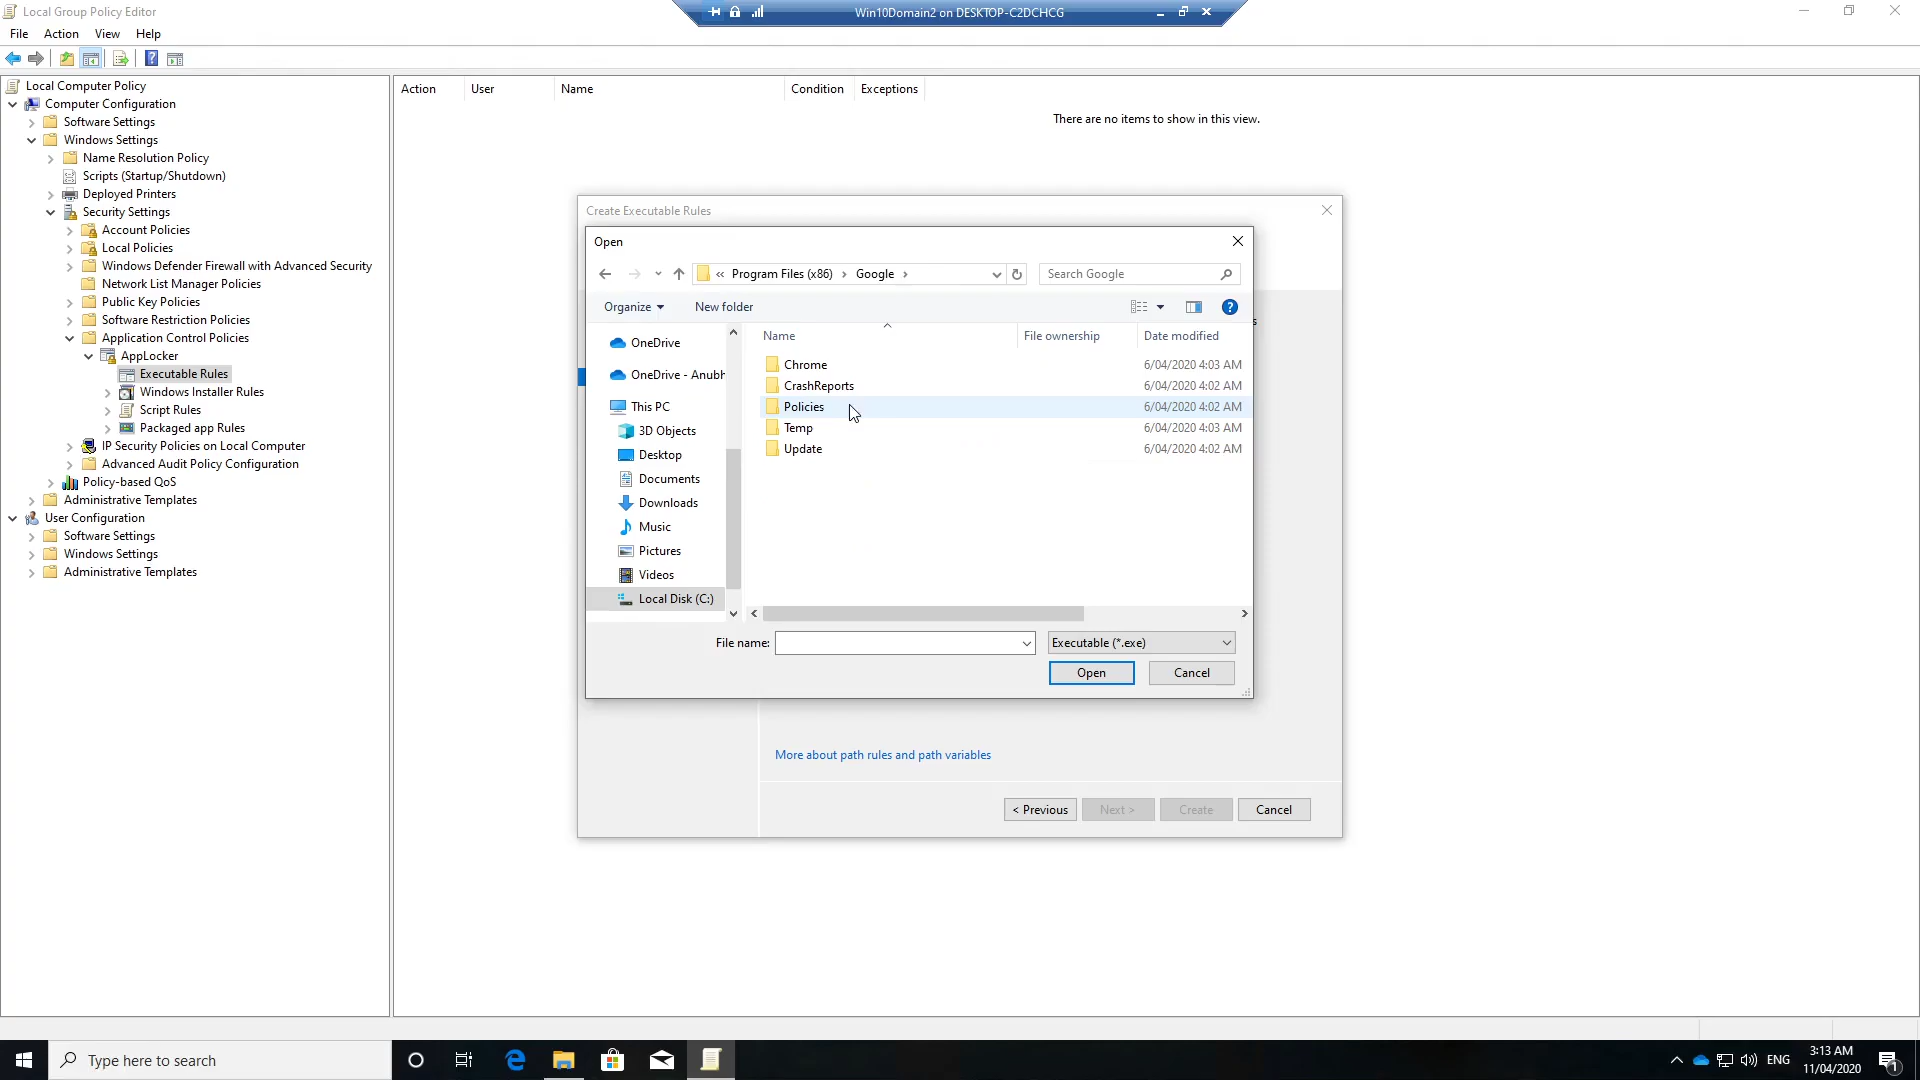 Local Group Policy Editor
Win10Domain2 on DESKTOP-C2DCHCG
File Action View Help
Local Computer Policy
Computer Configuration
Software Settings
Windows Settings
Name Resolution Policy
Scripts (Startup/Shutdown)
Deployed Printers
Security Settings
Account Policies
Local Policies
Windows Defender Firewall with Advanced Security
Network List Manager Policies
Public Key Policies
Software Restriction Policies
Application Control Policies
AppLocker
Executable Rules
Windows Installer Rules
Script Rules
Packaged app Rules
IP Security Policies on Local Computer
Advanced Audit Policy Configuration
Policy-based QoS
Administrative Templates
User Configuration
Software Settings
Windows Settings
Administrative Templates
Action User Name Condition Exceptions
There are no items to show in this view.
Create Executable Rules
Open
« Program Files (x86) › Google ›
Search Google
Organize New folder
OneDrive
OneDrive - Anubh
This PC
3D Objects
Desktop
Documents
Downloads
Music
Pictures
Videos
Local Disk (C:)
Name File ownership Date modified
Chrome 6/04/2020 4:03 AM
CrashReports 6/04/2020 4:02 AM
Policies 6/04/2020 4:02 AM
Temp 6/04/2020 4:03 AM
Update 6/04/2020 4:02 AM
File name:
Executable (*.exe)
Open Cancel
More about path rules and path variables
< Previous Next > Create Cancel
Type here to search
ENG
3:13 AM
11/04/2020
1